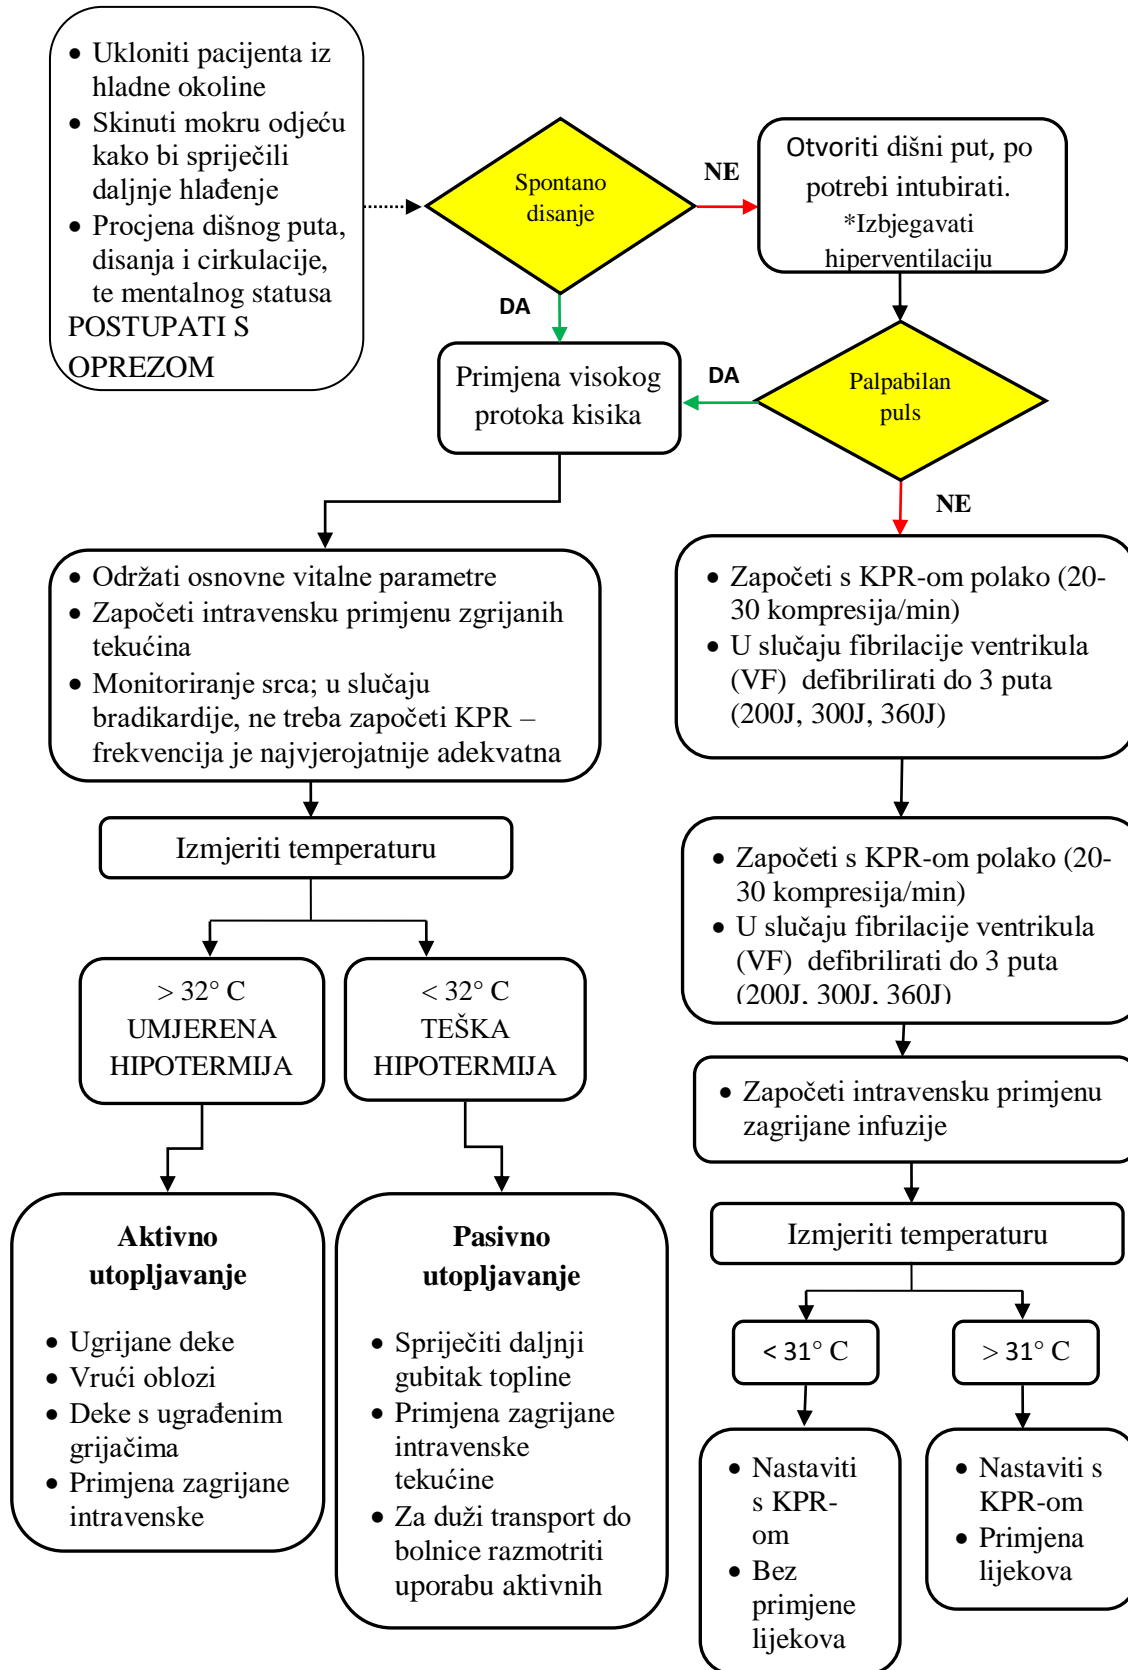 • Ukloniti pacijenta iz
hladne okoline
• Skinuti mokru odjeću
kako bi spriječili
daljnje hlađenje
• Procjena dišnog puta,
disanja i cirkulacije,
te mentalnog statusa
POSTUPATI S
OPREZOM
Spontano
disanje
NE
Otvoriti dišni put, po
potrebi intubirati.
*Izbjegavati
hiperventilaciju
DA
Primjena visokog
protoka kisika
DA
Palpabilan
puls
NE
• Održati osnovne vitalne parametre
• Započeti intravensku primjenu zgrijanih
tekućina
• Monitoriranje srca; u slučaju
bradikardije, ne treba započeti KPR –
frekvencija je najvjerojatnije adekvatna
• Započeti s KPR-om polako (20-
30 kompresija/min)
• U slučaju fibrilacije ventrikula
(VF) defibrilirati do 3 puta
(200J, 300J, 360J)
Izmjeriti temperaturu
• Započeti s KPR-om polako (20-
30 kompresija/min)
• U slučaju fibrilacije ventrikula
(VF) defibrilirati do 3 puta
(200J, 300J, 360J)
> 32° C
UMJERENA
HIPOTERMIJA
< 32° C
TEŠKA
HIPOTERMIJA
• Započeti intravensku primjenu
zagrijane infuzije
Aktivno
utopljavanje
• Ugrijane deke
• Vrući oblozi
• Deke s ugrađenim
grijačima
• Primjena zagrijane
intravenske
Pasivno
utopljavanje
• Spriječiti daljnji
gubitak topline
• Primjena zagrijane
intravenske
tekućine
• Za duži transport do
bolnice razmotriti
uporabu aktivnih
Izmjeriti temperaturu
< 31° C
> 31° C
• Nastaviti
s KPR-
om
• Bez
primjene
lijekova
• Nastaviti s
KPR-om
• Primjena
lijekova